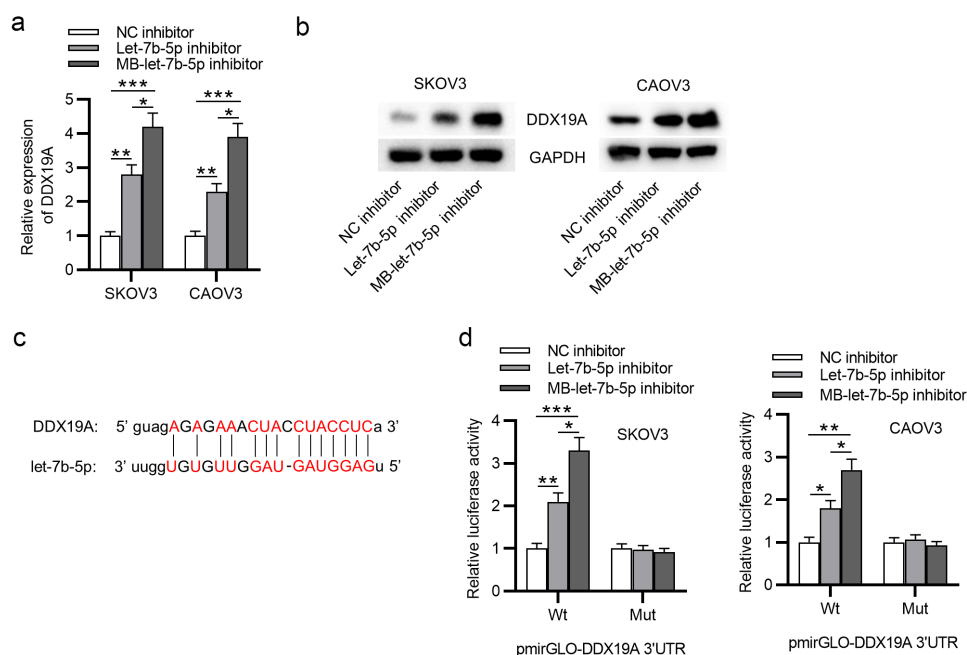 a
NC inhibitor
Let-7b-5p inhibitor
MB-let-7b-5p inhibitor
Relative expression
of DDX19A
5
4
3
2
1
0
***
*
**
***
*
**
SKOV3
CAOV3
b
SKOV3
CAOV3
DDX19A
GAPDH
NC inhibitor
Let-7b-5p inhibitor
MB-let-7b-5p inhibitor
NC inhibitor
Let-7b-5p inhibitor
MB-let-7b-5p inhibitor
c
DDX19A: 5' guagAGAGAAACUACCUACCUCa 3'
let-7b-5p: 3' uuggUGUGUUGGAU-GAUGGAGu 5'
d
NC inhibitor
Let-7b-5p inhibitor
MB-let-7b-5p inhibitor
Relative luciferase activity
4
3
2
1
0
***
*
**
SKOV3
Wt
Mut
pmirGLO-DDX19A 3'UTR
NC inhibitor
Let-7b-5p inhibitor
MB-let-7b-5p inhibitor
Relative luciferase activity
4
3
2
1
0
**
*
*
CAOV3
Wt
Mut
pmirGLO-DDX19A 3'UTR